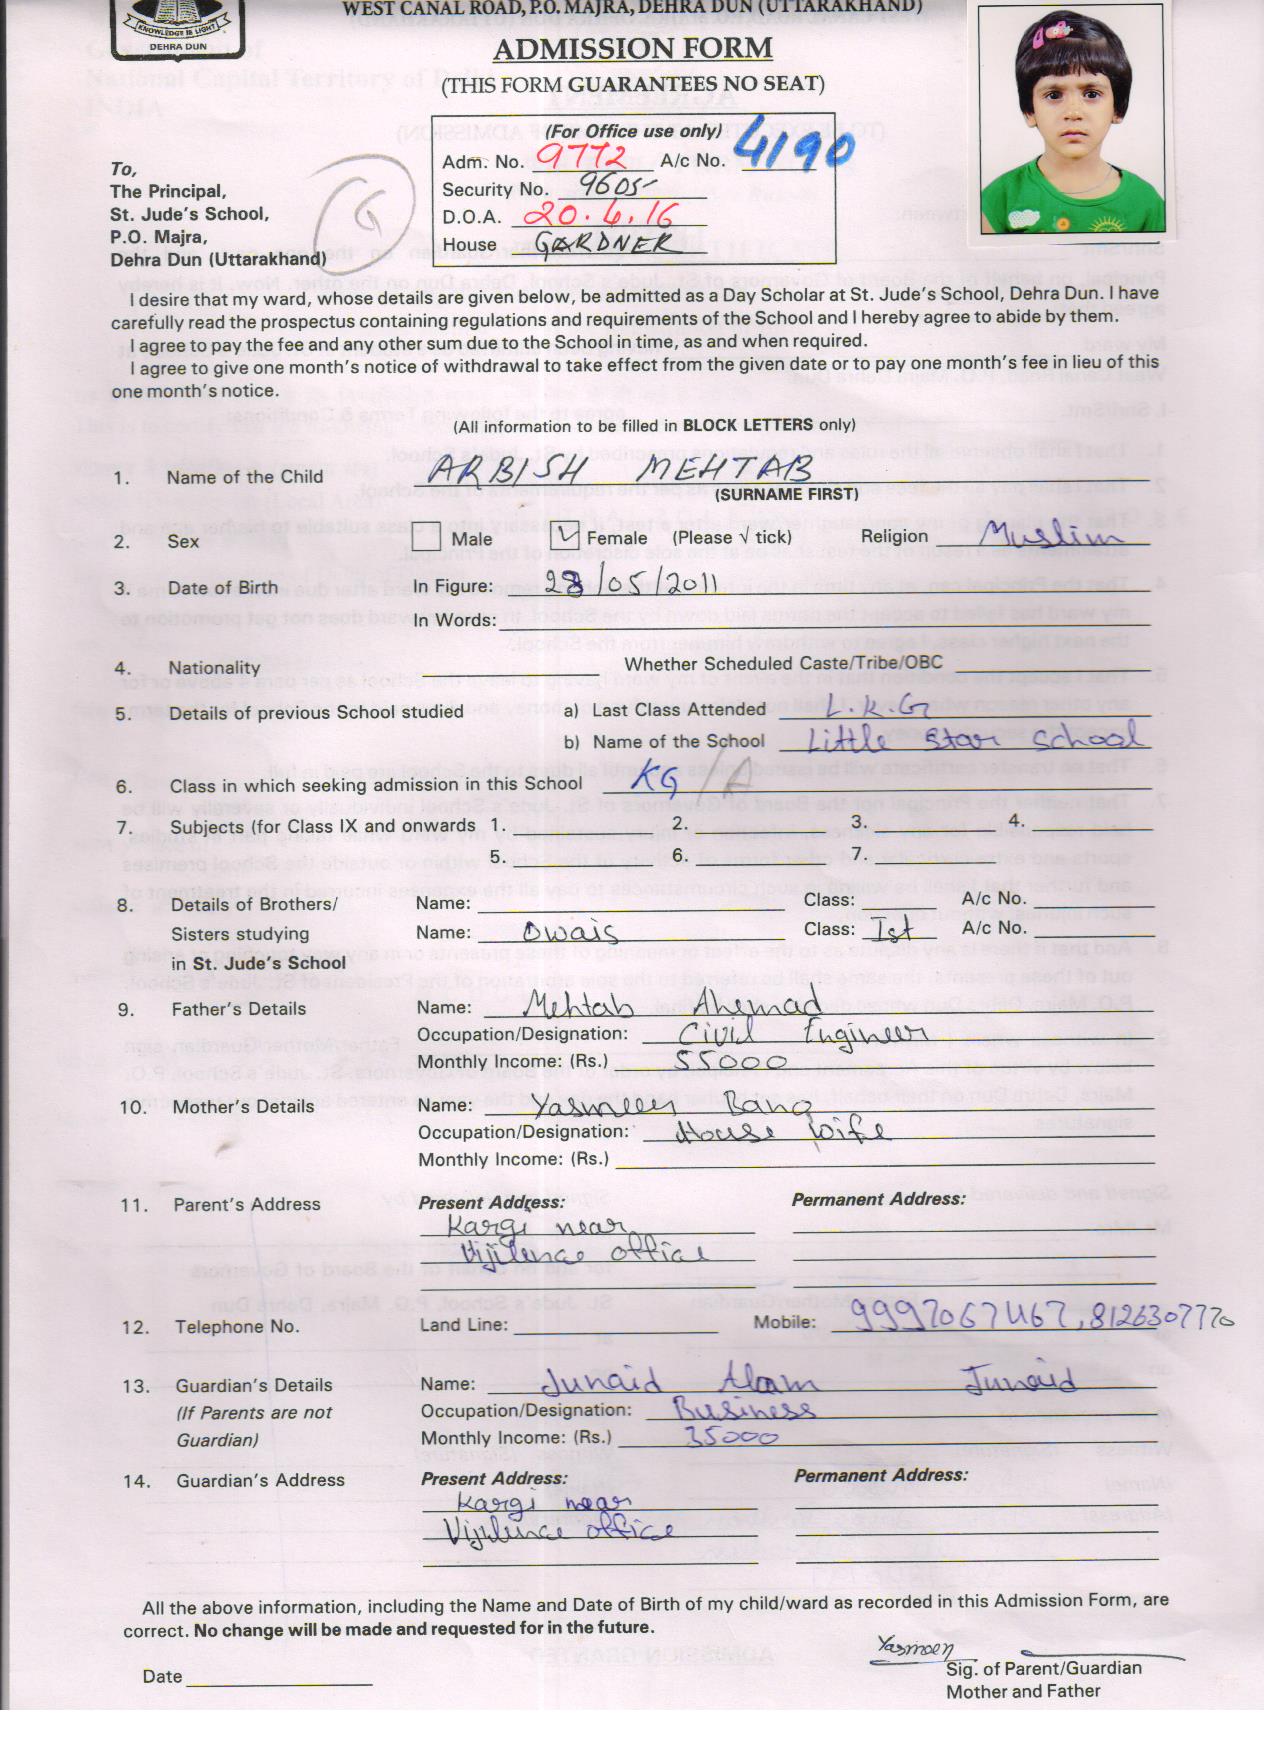 WEST CANAL ROAD, P.O. MAJRA, DEHRA DUN (UTTARAKHAND)
KNOWLEDGE IS LIGHT
DEHRA DUN
ADMISSION FORM
(THIS FORM GUARANTEES NO SEAT)
(For Office use only)
Adm. No. 9772 A/c No. 4190
Security No. 9605
D.O.A. 20.4.16
House GARDNER
G
To,
The Principal,
St. Jude's School,
P.O. Majra,
Dehra Dun (Uttarakhand)
I desire that my ward, whose details are given below, be admitted as a Day Scholar at St. Jude's School, Dehra Dun. I have
carefully read the prospectus containing regulations and requirements of the School and I hereby agree to abide by them.
I agree to pay the fee and any other sum due to the School in time, as and when required.
I agree to give one month's notice of withdrawal to take effect from the given date or to pay one month's fee in lieu of this
one month's notice.
(All information to be filled in BLOCK LETTERS only)
1. Name of the Child ARBISH MEHTAB
(SURNAME FIRST)
2. Sex Male Female (Please √ tick) Religion Muslim
3. Date of Birth In Figure: 28/05/2011
In Words:
4. Nationality Whether Scheduled Caste/Tribe/OBC
5. Details of previous School studied a) Last Class Attended L.K.G
b) Name of the School Little Star School
6. Class in which seeking admission in this School KG /A
7. Subjects (for Class IX and onwards 1. 2. 3. 4.
5. 6. 7.
8. Details of Brothers/ Name: Class: A/c No.
Sisters studying Name: Owais Class: Ist A/c No.
in St. Jude's School
9. Father's Details Name: Mehtab Ahemad
Occupation/Designation: Civil Engineer
Monthly Income: (Rs.) 55000
10. Mother's Details Name: Yasmeen Bano
Occupation/Designation: House Wife
Monthly Income: (Rs.)
11. Parent's Address Present Address: Permanent Address:
Kargi near
Vijilence office
12. Telephone No. Land Line: Mobile: 9997067467, 8126307770
13. Guardian's Details Name: Junaid Alam Junaid
(If Parents are not Occupation/Designation: Business
Guardian) Monthly Income: (Rs.) 35000
14. Guardian's Address Present Address: Permanent Address:
Kargi near
Vijilence office
All the above information, including the Name and Date of Birth of my child/ward as recorded in this Admission Form, are
correct. No change will be made and requested for in the future.
Yasmeen
Date Sig. of Parent/Guardian
Mother and Father